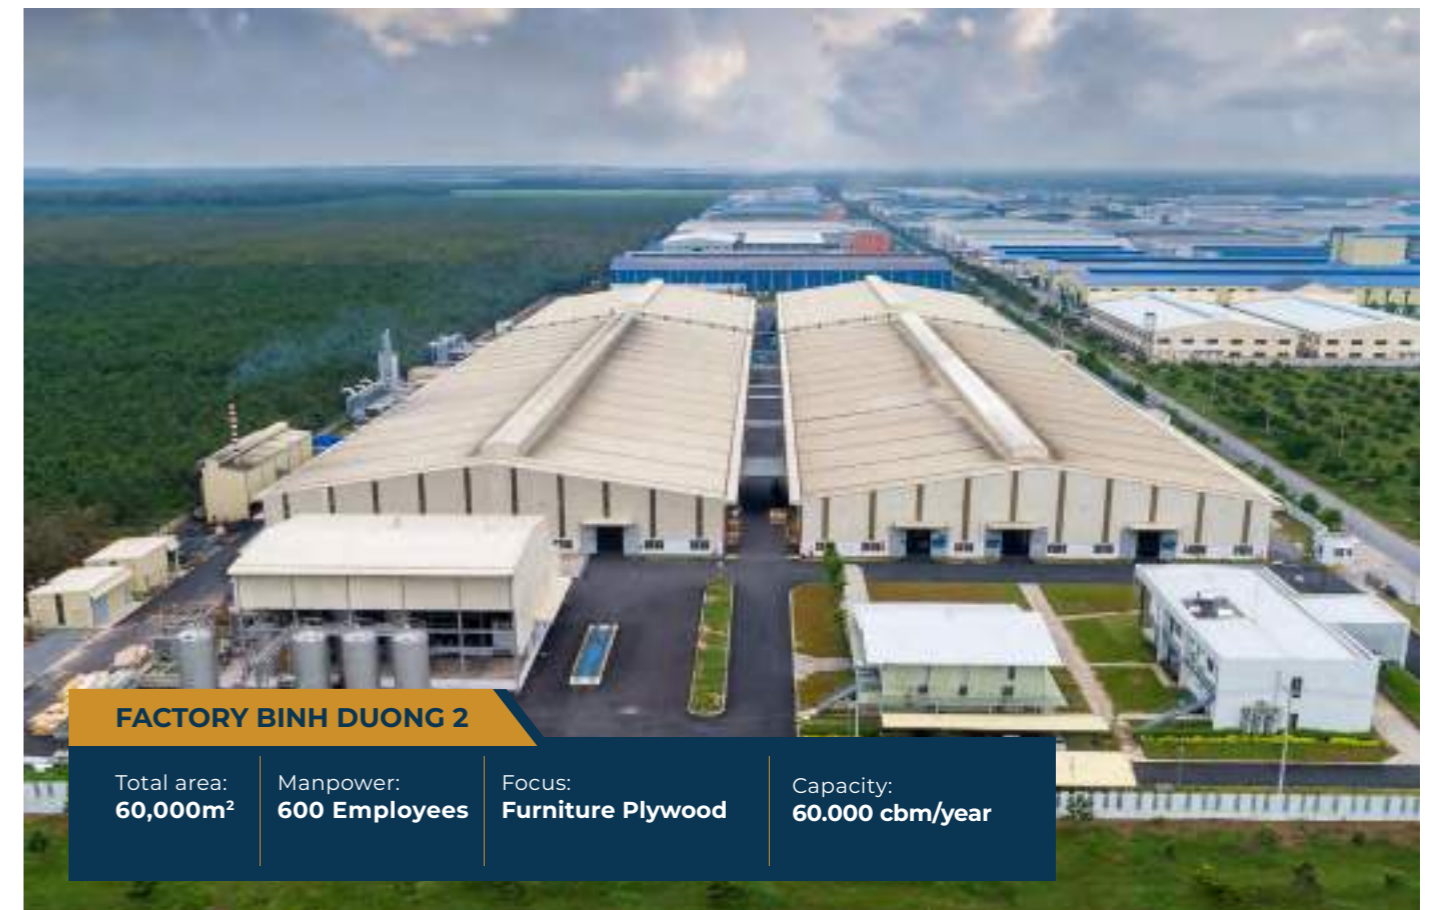 FACTORY BINH DUONG 2
Total area:
60,000m²
Manpower:
600 Employees
Focus:
Furniture Plywood
Capacity:
60.000 cbm/year